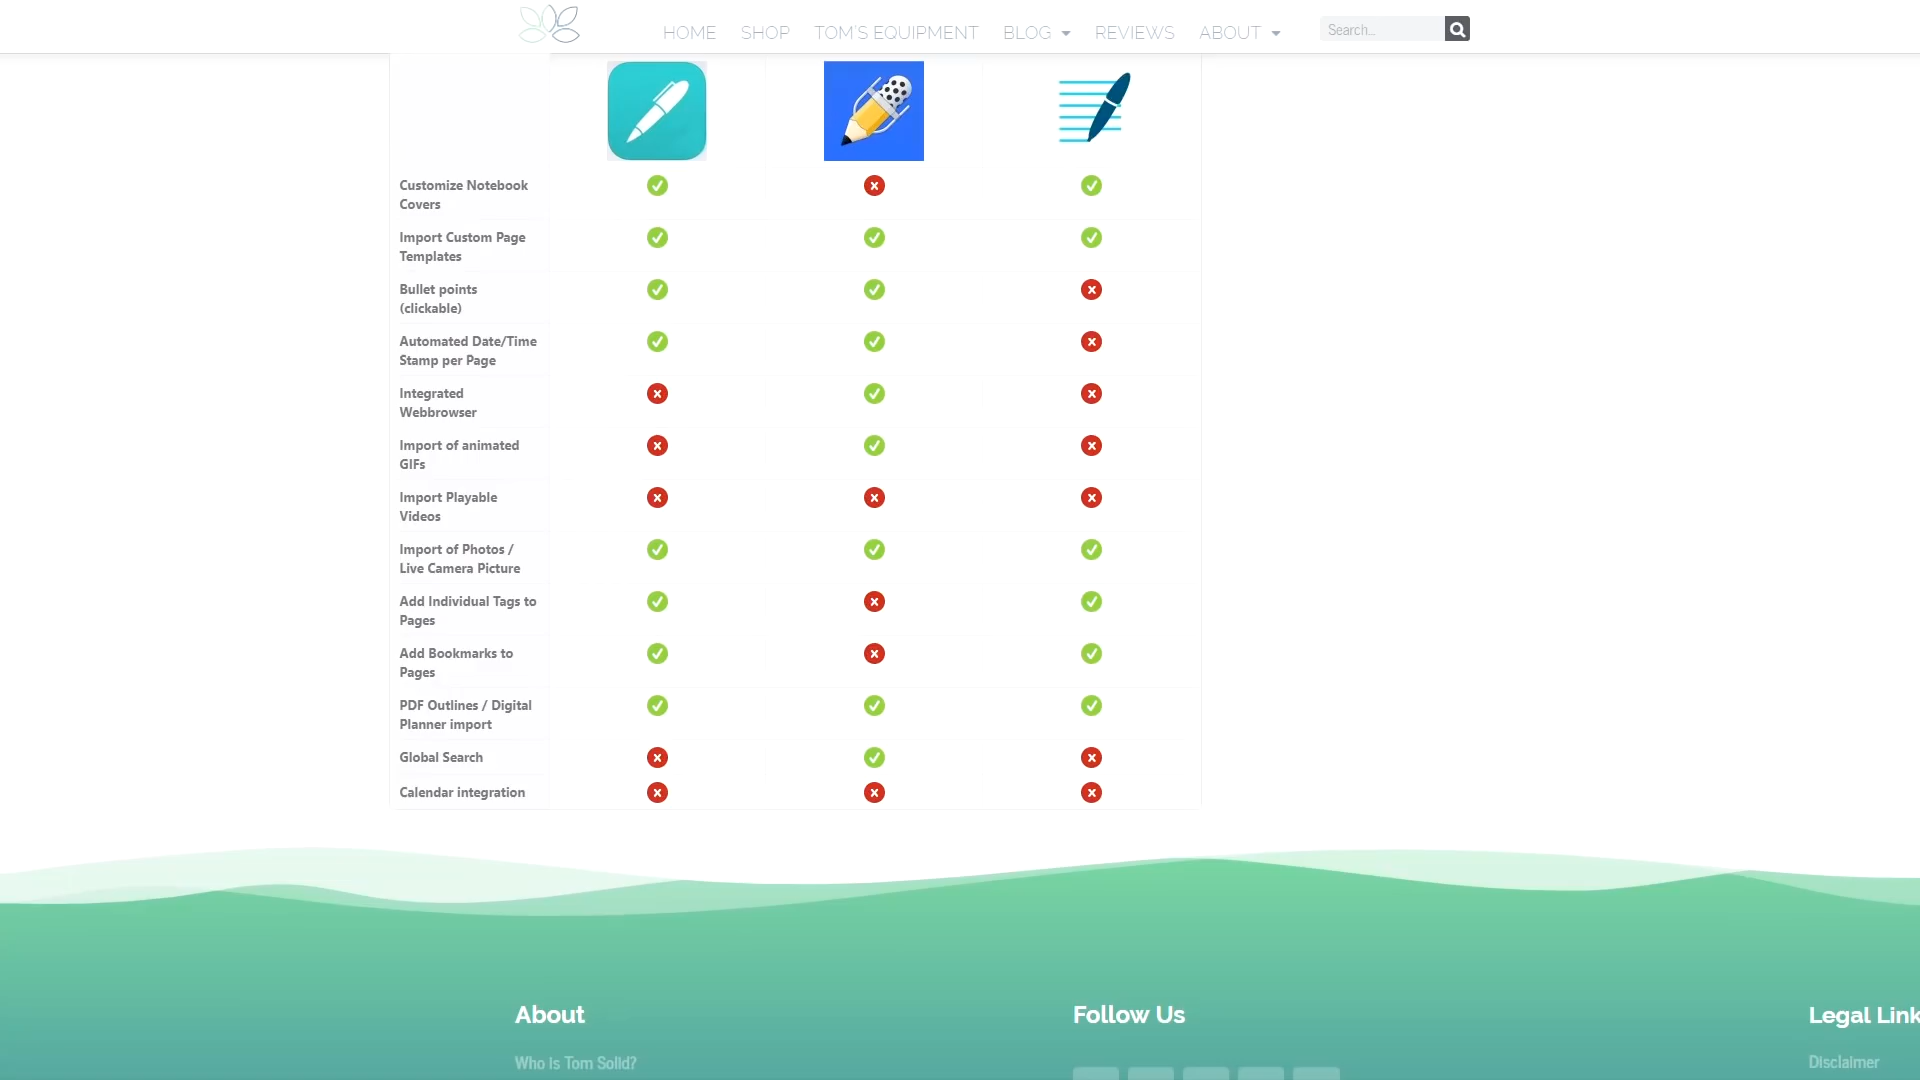 HOME SHOP TOM'S EQUIPMENT BLOG REVIEWS ABOUT Search...
Customize Notebook
Covers
Import Custom Page
Templates
Bullet points
(clickable)
Automated Date/Time
Stamp per Page
Integrated
Webbrowser
Import of animated
GIFs
Import Playable
Videos
Import of Photos /
Live Camera Picture
Add Individual Tags to
Pages
Add Bookmarks to
Pages
PDF Outlines / Digital
Planner import
Global Search
Calendar integration
About
Who is Tom Solid?
Follow Us
Legal Link
Disclaimer